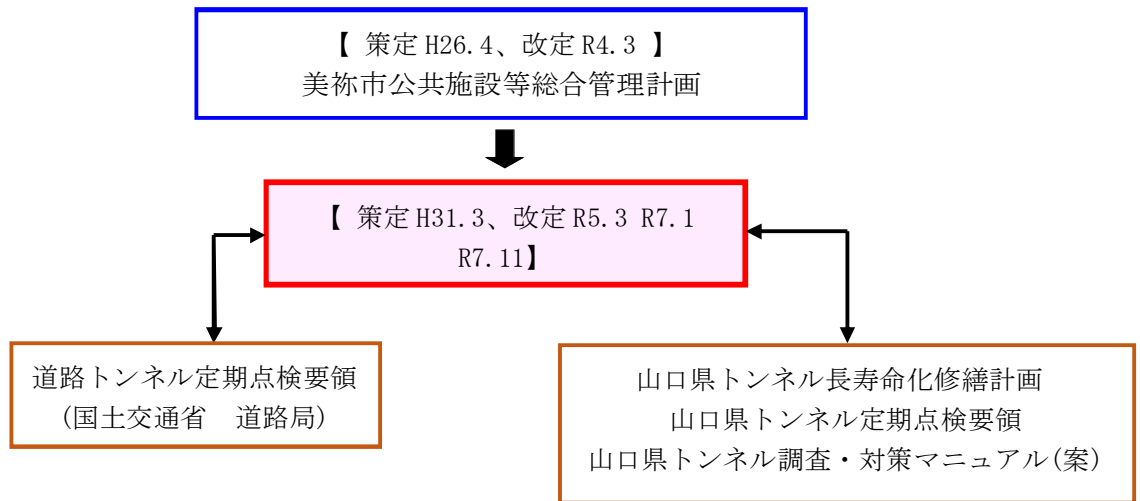 【 策定 H26.4、改定 R4.3 】
美祢市公共施設等総合管理計画
【 策定 H31.3、改定 R5.3 R7.1
R7.11】
道路トンネル定期点検要領
(国土交通省　道路局)
山口県トンネル長寿命化修繕計画
山口県トンネル定期点検要領
山口県トンネル調査・対策マニュアル(案)